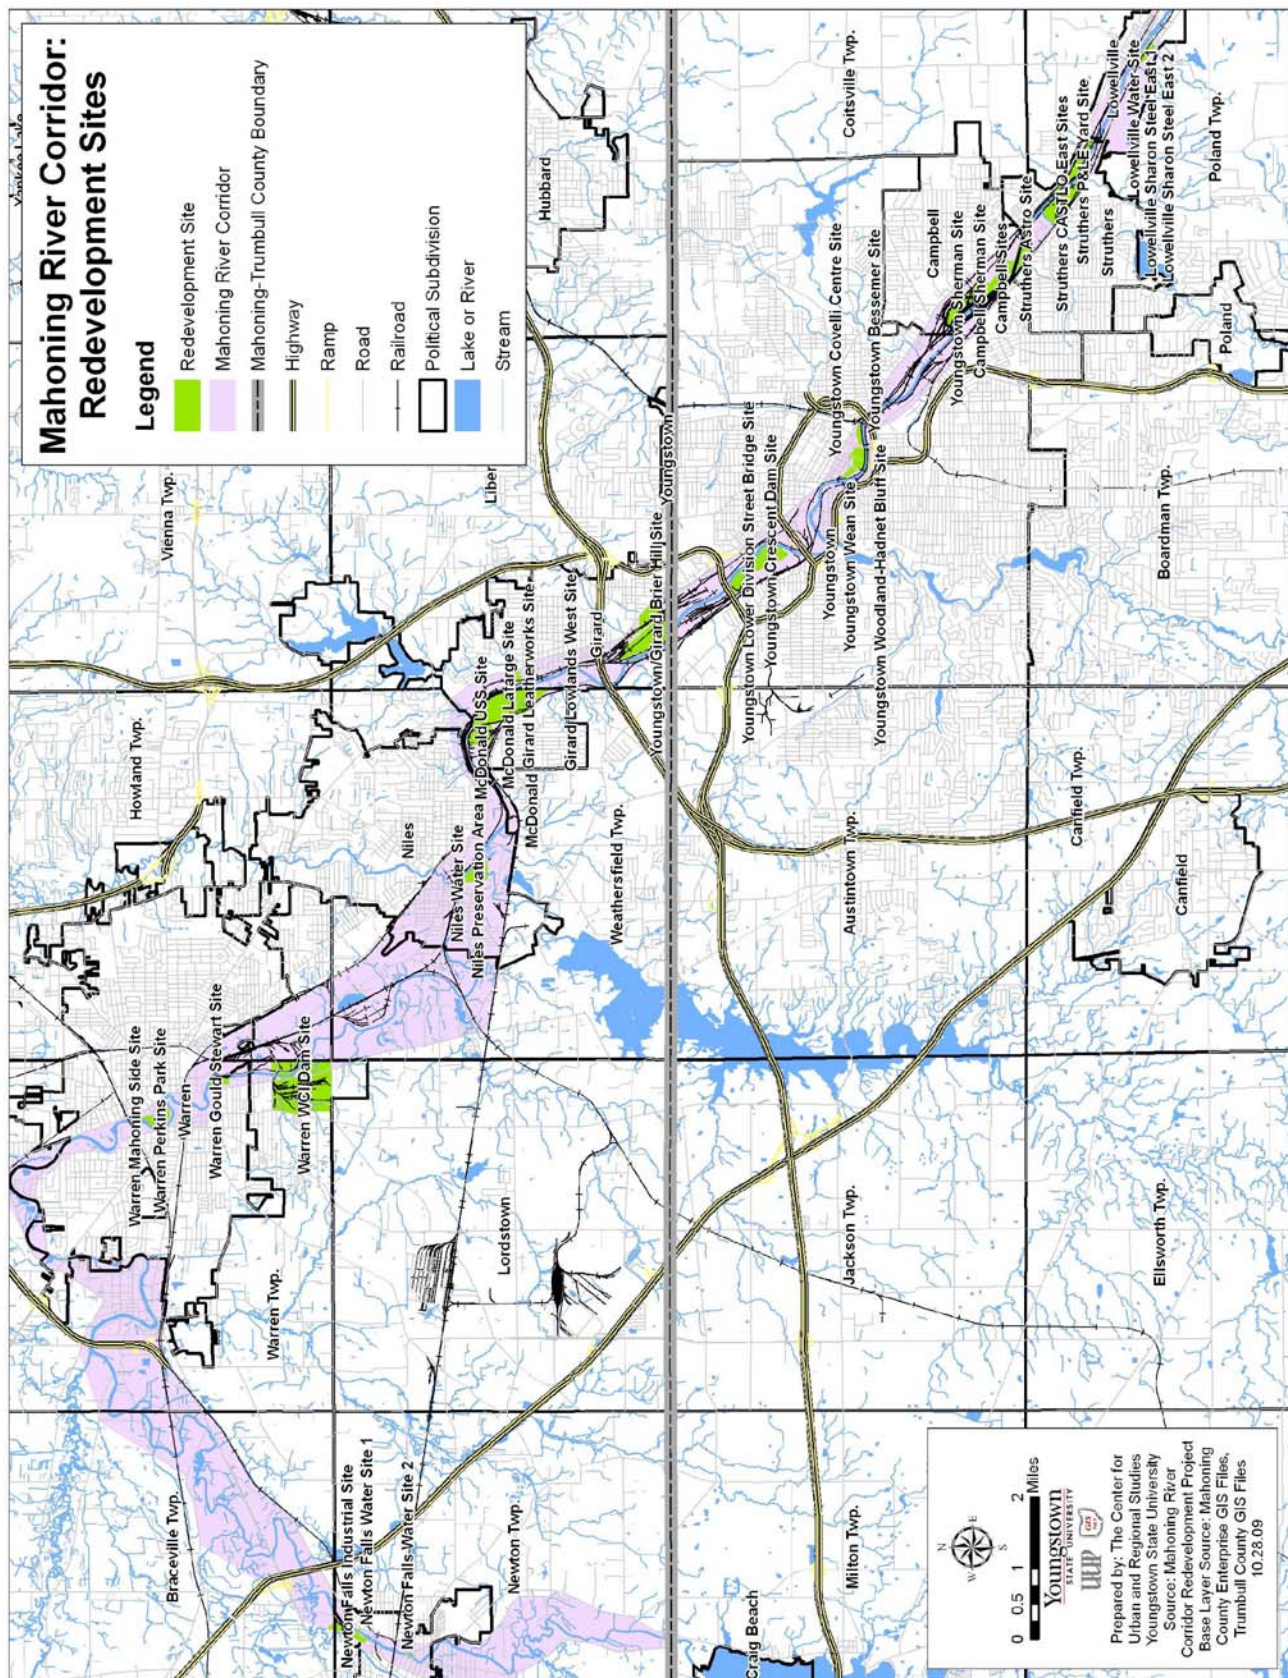 Mahoning River Corridor:
Redevelopment Sites
Legend
Redevelopment Site
Mahoning River Corridor
Mahoning-Trumbull County Boundary
Highway
Ramp
Road
Railroad
Political Subdivision
Lake or River
Stream
Vienna Twp.
Howland Twp.
Hubbard
Liber
Warren Mahoning Side Site
Warren Perkins Park Site
Warren
Warren Gould Stewart Site
Warren WCI Dam Site
Warren Twp.
Braceville Twp.
Newton Falls Industrial Site
Newton Falls Water Site 1
Newton Falls Water Site 2
Newton Twp.
Lordstown
Niles
Niles Water Site
Niles Preservation Area
McDonald USS Site
McDonald Lafarge Site
McDonald
Girard Leatherworks Site
Girard Lowlands West Site
Girard
Weathersfield Twp.
Youngstown/Girard Brier Hill Site
Youngstown
Youngstown Lower Division Street Bridge Site
Youngstown Crescent Dam Site
Youngstown
Youngstown Wean Site
Youngstown Woodland-Hadnet Bluff Site
Youngstown Covelli Centre Site
Youngstown Bessemer Site
Coitsville Twp.
Campbell
Youngstown Sherman Site
Campbell Sherman Site
Campbell Sites
Struthers Astro Site
Struthers CASTLO East Sites
Struthers P&LE Yard Site
Struthers
Lowellville
Lowellville Water Site
Lowellville Sharon Steel East 1
Lowellville Sharon Steel East 2
Poland Twp.
Poland
Boardman Twp.
Austintown Twp.
Canfield Twp.
Canfield
Jackson Twp.
Ellsworth Twp.
Milton Twp.
Craig Beach
N
W
E
S
0 0.5 1 2
Miles
Youngstown
STATE UNIVERSITY
Prepared by: The Center for
Urban and Regional Studies
Youngstown State University
Source: Mahoning River
Corridor Redevelopment Project
Base Layer Source: Mahoning
County Enterprise GIS Files,
Trumbull County GIS Files
10.28.09